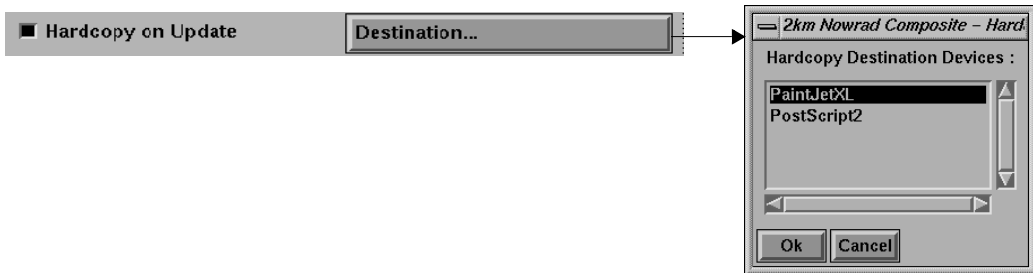 Hardcopy on Update
Destination...
2km Nowrad Composite – Hard
Hardcopy Destination Devices :
PaintJetXL
PostScript2
Ok
Cancel